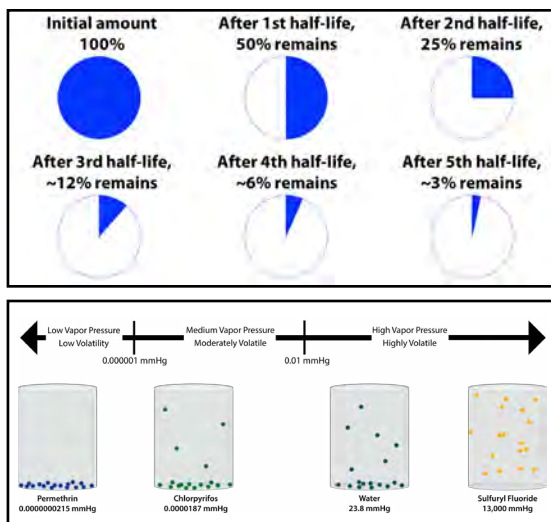 Initial amount
100%
After 1st half-life,
50% remains
After 2nd half-life,
25% remains
After 3rd half-life,
~12% remains
After 4th half-life,
~6% remains
After 5th half-life,
~3% remains
Low Vapor Pressure
Low Volatility
Medium Vapor Pressure
Moderately Volatile
High Vapor Pressure
Highly Volatile
0.000001 mmHg
0.01 mmHg
Permethrin
0.0000000215 mmHg
Chlorpyrifos
0.0000187 mmHg
Water
23.8 mmHg
Sulfuryl Fluoride
13,000 mmHg